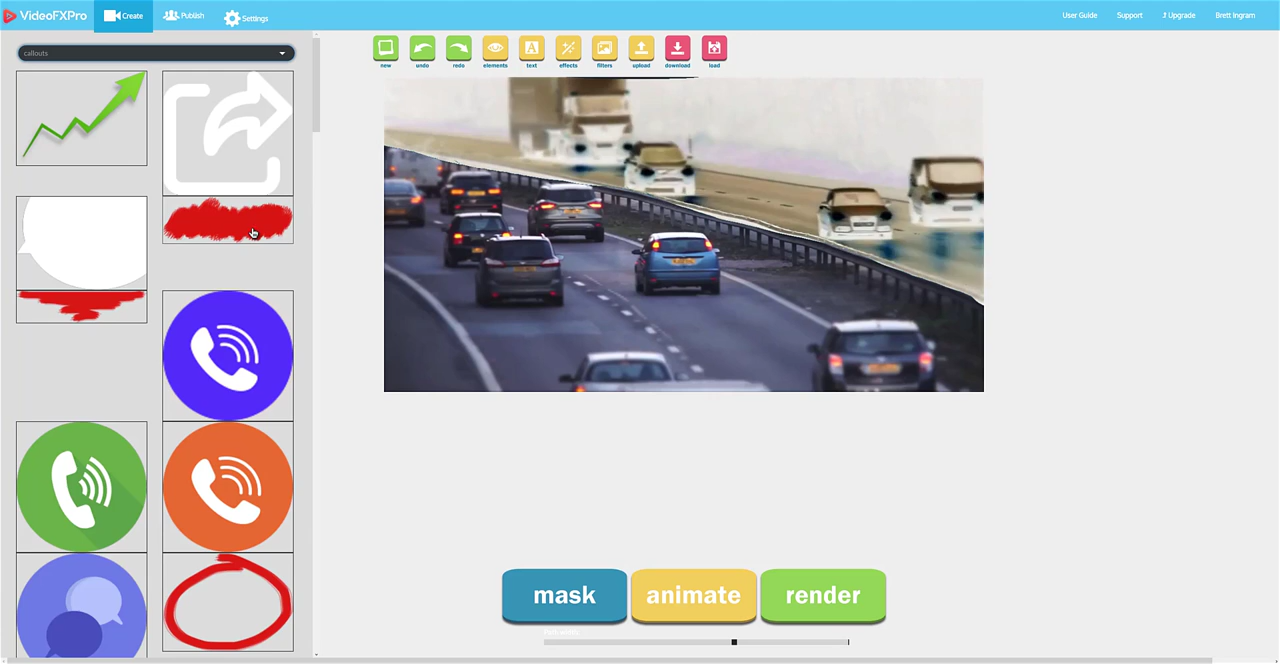 VideoFXPro
Create
Publish
Settings
User Guide
Support
Upgrade
Brett Ingram
callouts
new
undo
redo
elements
A
text
effects
filters
upload
download
load
mask
animate
render